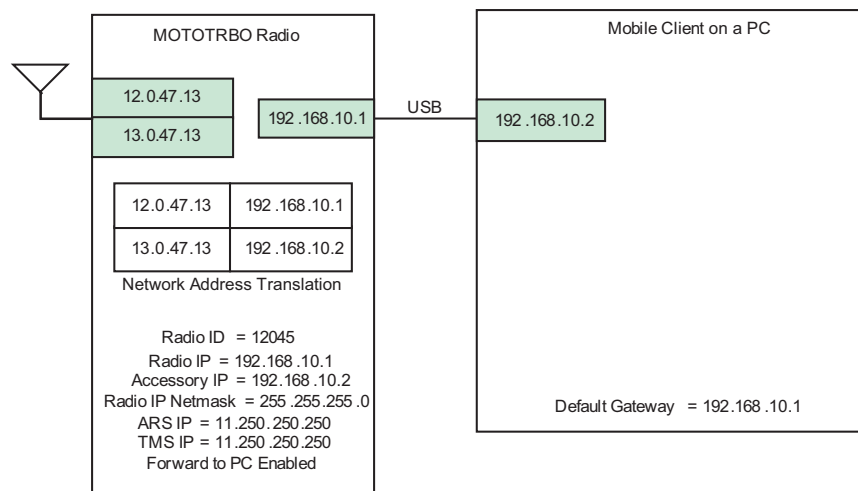 MOTOTRBO Radio
12.0.47.13
13.0.47.13
192.168.10.1
12.0.47.13 192.168.10.1
13.0.47.13 192.168.10.2
Network Address Translation
Radio ID = 12045
Radio IP = 192.168.10.1
Accessory IP = 192.168.10.2
Radio IP Netmask = 255.255.255.0
ARS IP = 11.250.250.250
TMS IP = 11.250.250.250
Forward to PC Enabled
USB
Mobile Client on a PC
192.168.10.2
Default Gateway = 192.168.10.1